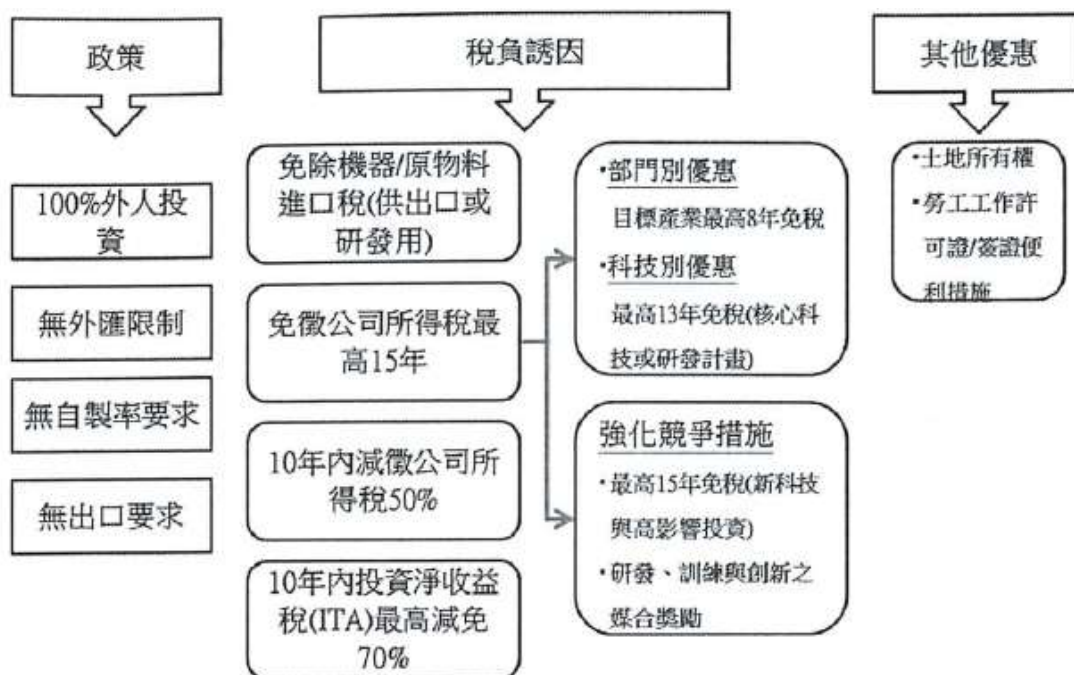 政策
100%外人投
資
無外匯限制
無自製率要求
無出口要求
稅負誘因
免除機器/原物料
進口稅(供出口或
研發用)
免徵公司所得稅最
高15年
10年內減徵公司所
得稅50%
10年內投資淨收益
稅(ITA)最高減免
70%
•部門別優惠
目標產業最高8年免稅
•科技別優惠
最高13年免稅(核心科
技或研發計畫)
強化競爭措施
•最高15年免稅(新科技
與高影響投資)
•研發、訓練與創新之
媒合獎勵
其他優惠
•土地所有權
•勞工工作許
可證/簽證便
利措施